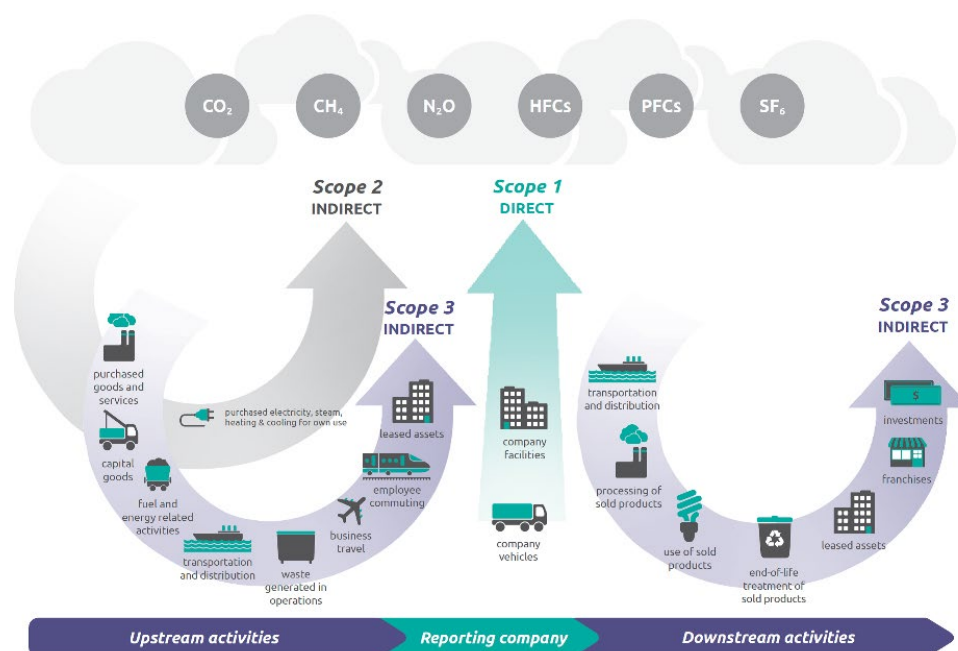 CO₂
CH₄
N₂O
HFCs
PFCs
SF₆
Scope 2
INDIRECT
Scope 1
DIRECT
Scope 3
INDIRECT
Scope 3
INDIRECT
purchased
goods and
services
capital
goods
fuel and
energy related
activities
purchased electricity, steam,
heating & cooling for own use
transportation
and distribution
waste
generated in
operations
business
travel
employee
commuting
leased assets
company
facilities
company
vehicles
transportation
and distribution
processing of
sold products
use of sold
products
end-of-life
treatment of
sold products
leased assets
franchises
$
investments
Upstream activities
Reporting company
Downstream activities